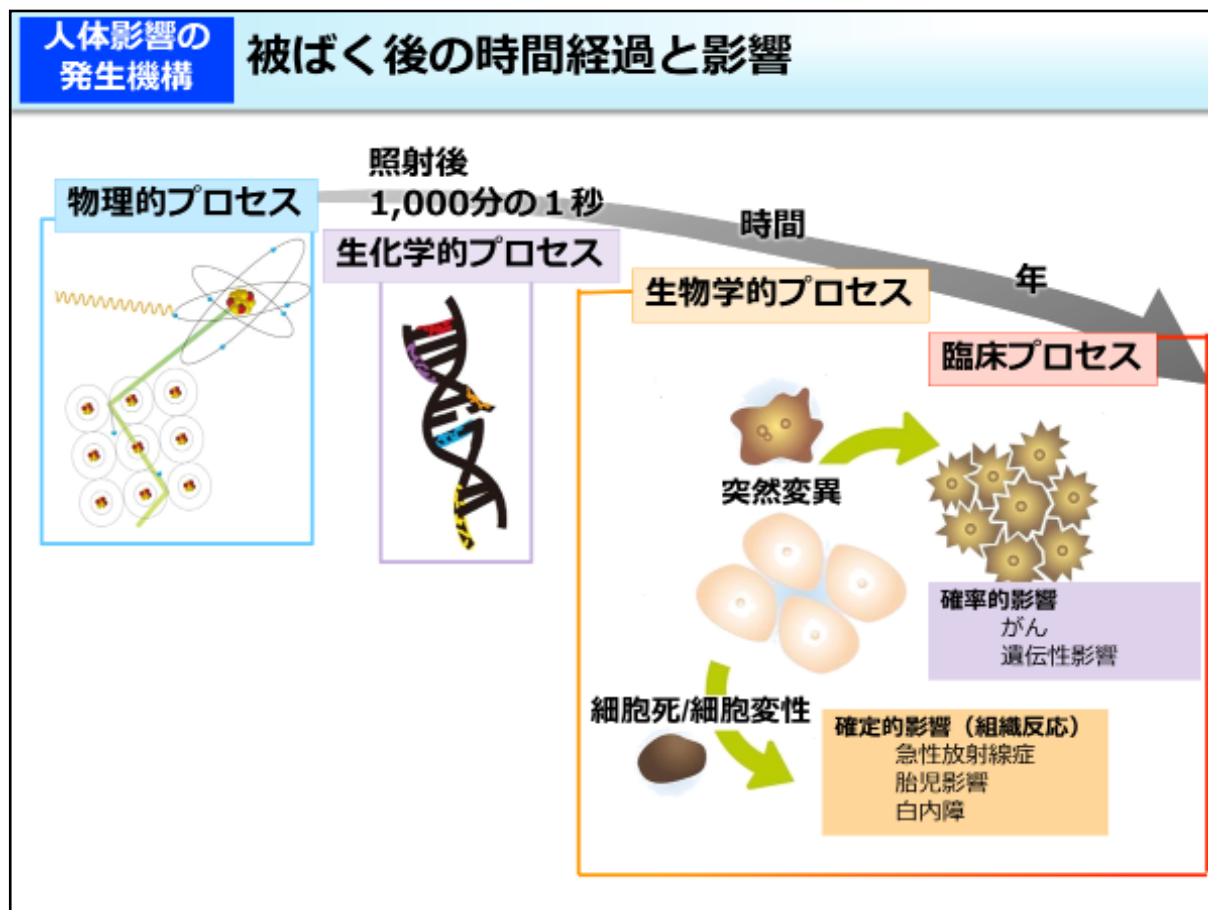 人体影響の
発生機構
被ばく後の時間経過と影響
照射後
1,000分の１秒
物理的プロセス
時間
生化学的プロセス
年
生物学的プロセス
臨床プロセス
突然変異
確率的影響
がん
遺伝性影響
細胞死/細胞変性
確定的影響（組織反応）
急性放射線症
胎児影響
白内障